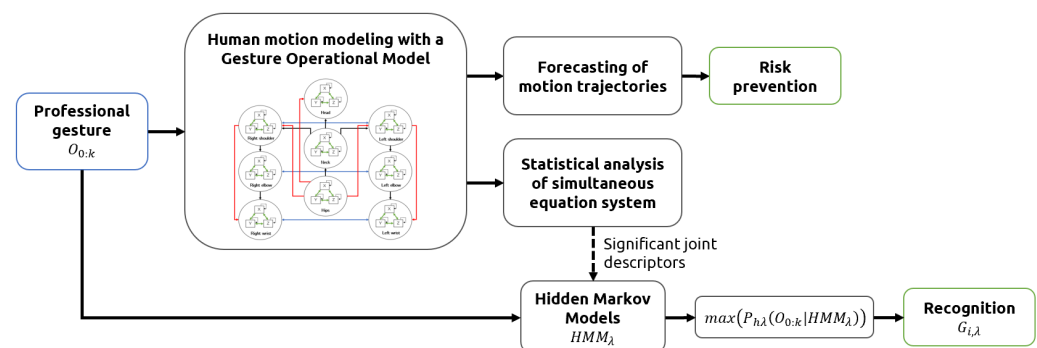 Human motion modeling with a
Gesture Operational Model
Head
Right shoulder
Left shoulder
Neck
Right elbow
Left elbow
Hips
Right wrist
Left wrist
Professional
gesture
O_{0:k}
Forecasting of
motion trajectories
Risk
prevention
Statistical analysis
of simultaneous
equation system
Significant joint
descriptors
Hidden Markov
Models
HMM_λ
max(P_{hλ}(O_{0:k}|HMM_λ))
Recognition
G_{i,λ}